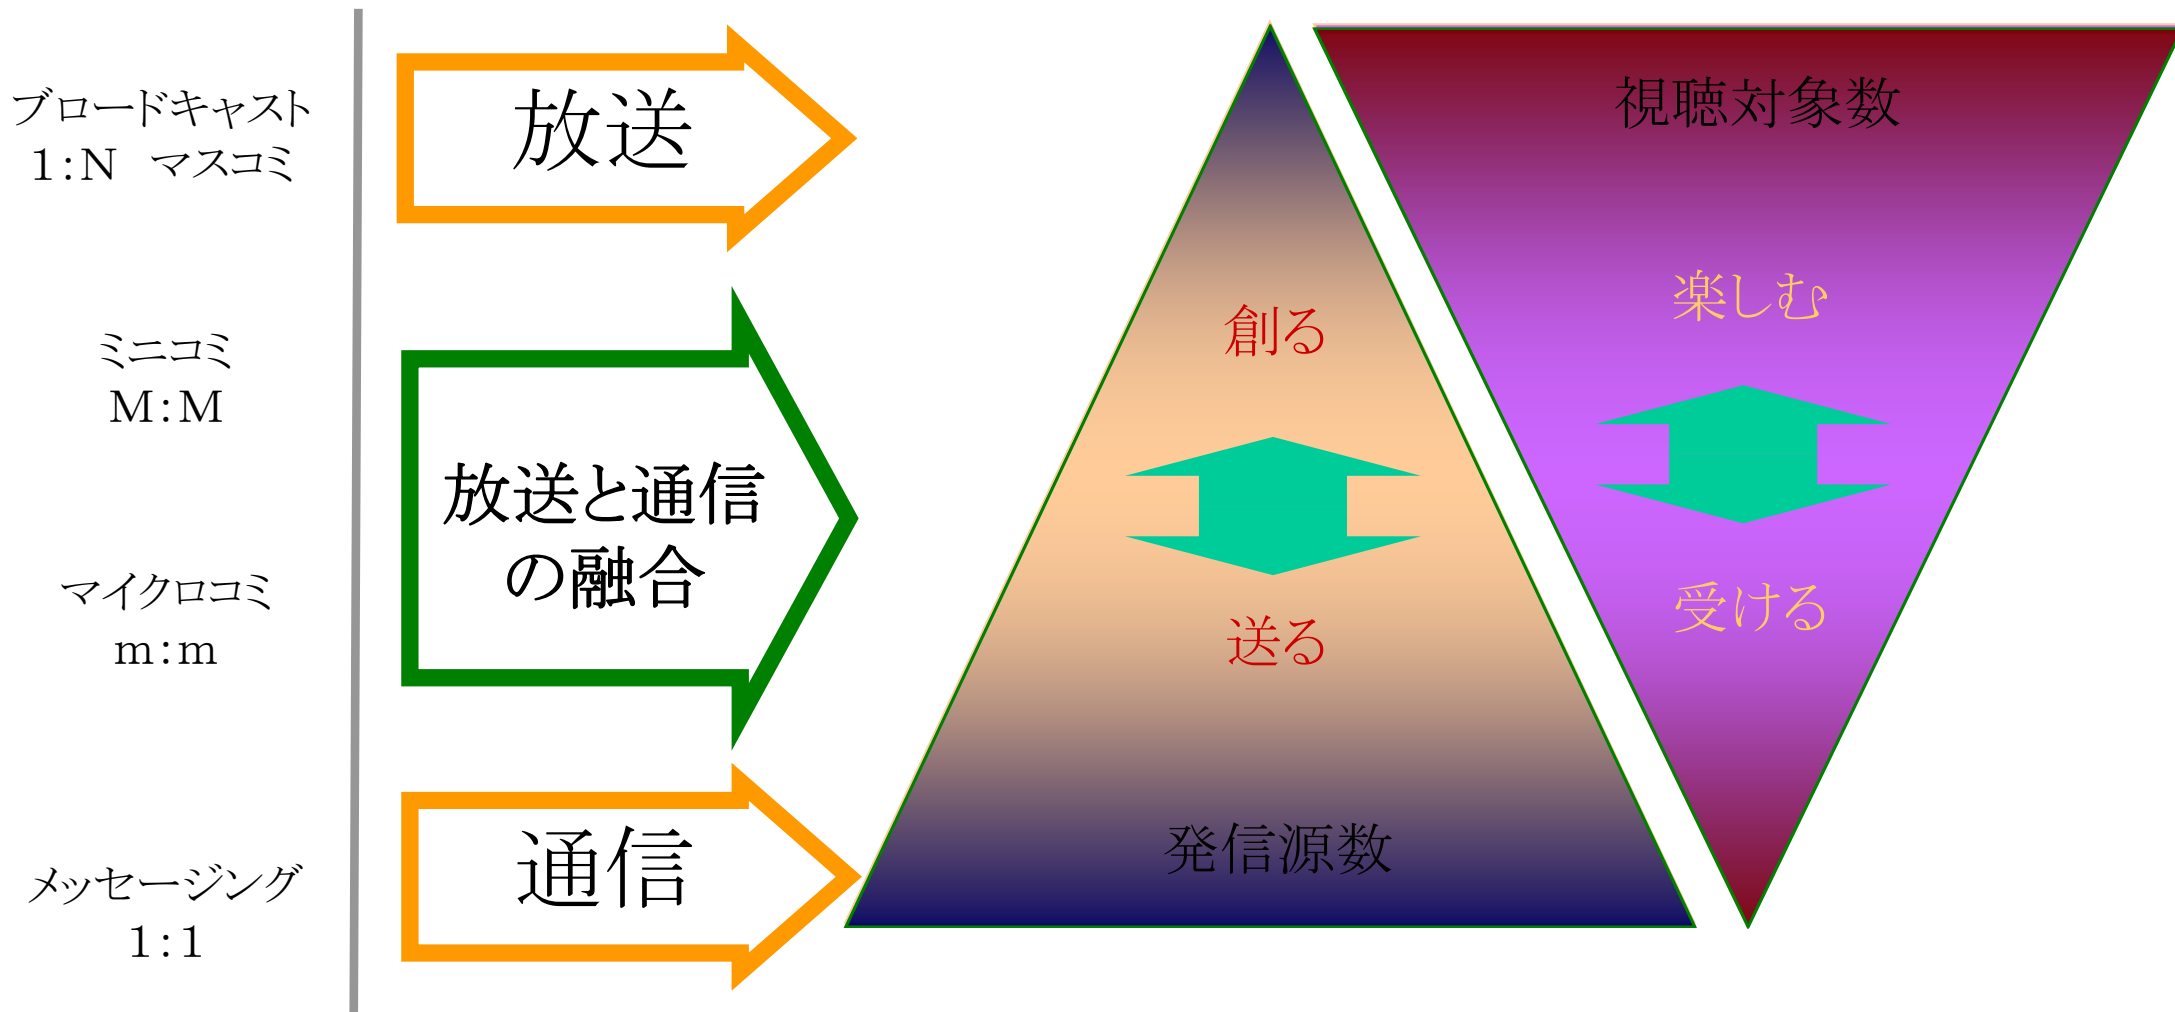 ブロードキャスト
1:N　マスコミ
ミニコミ
M:M
マイクロコミ
m:m
メッセージング
1:1
放送
放送と通信
の融合
通信
創る
送る
発信源数
視聴対象数
楽しむ
受ける